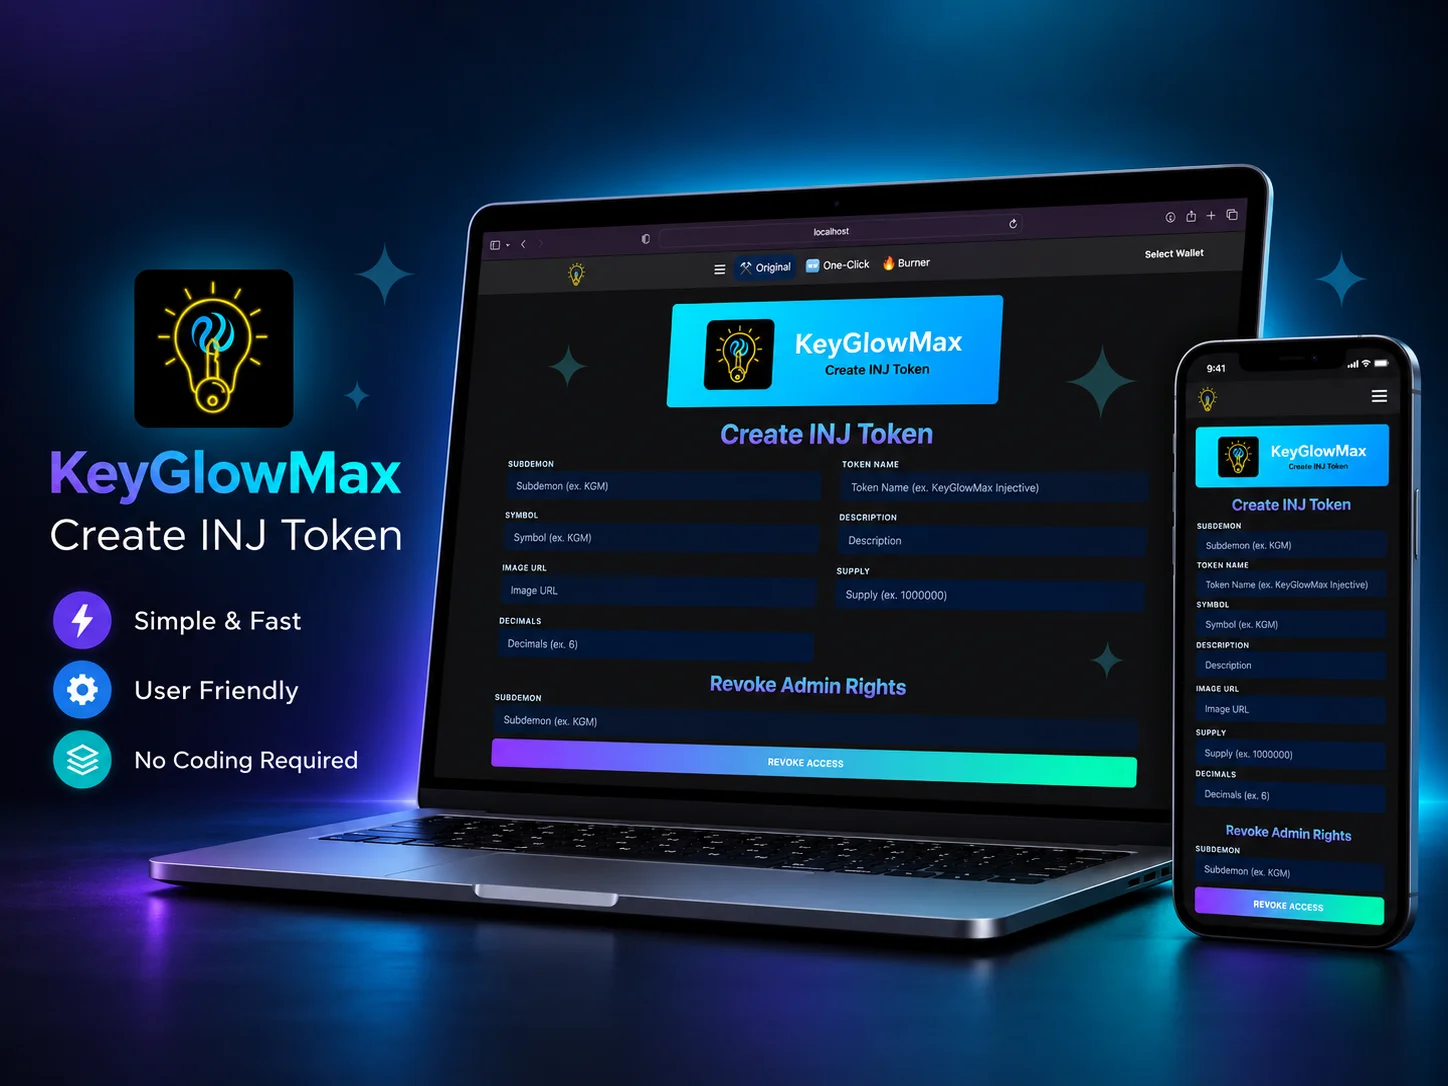 KeyGlowMax
Create INJ Token
Simple & Fast
User Friendly
No Coding Required
localhost
Original
One-Click
Burner
Select Wallet
KeyGlowMax
Create INJ Token
Create INJ Token
SUBDEMON
Subdemon (ex. KGM)
TOKEN NAME
Token Name (ex. KeyGlowMax Injective)
SYMBOL
Symbol (ex. KGM)
DESCRIPTION
Description
IMAGE URL
Image URL
SUPPLY
Supply (ex. 1000000)
DECIMALS
Decimals (ex. 6)
Revoke Admin Rights
SUBDEMON
Subdemon (ex. KGM)
REVOKE ACCESS
9:41
KeyGlowMax
Create INJ Token
Create INJ Token
SUBDEMON
Subdemon (ex. KGM)
TOKEN NAME
Token Name (ex. KeyGlowMax Injective)
SYMBOL
Symbol (ex. KGM)
DESCRIPTION
Description
IMAGE URL
Image URL
SUPPLY
Supply (ex. 1000000)
DECIMALS
Decimals (ex. 6)
Revoke Admin Rights
SUBDEMON
Subdemon (ex. KGM)
REVOKE ACCESS